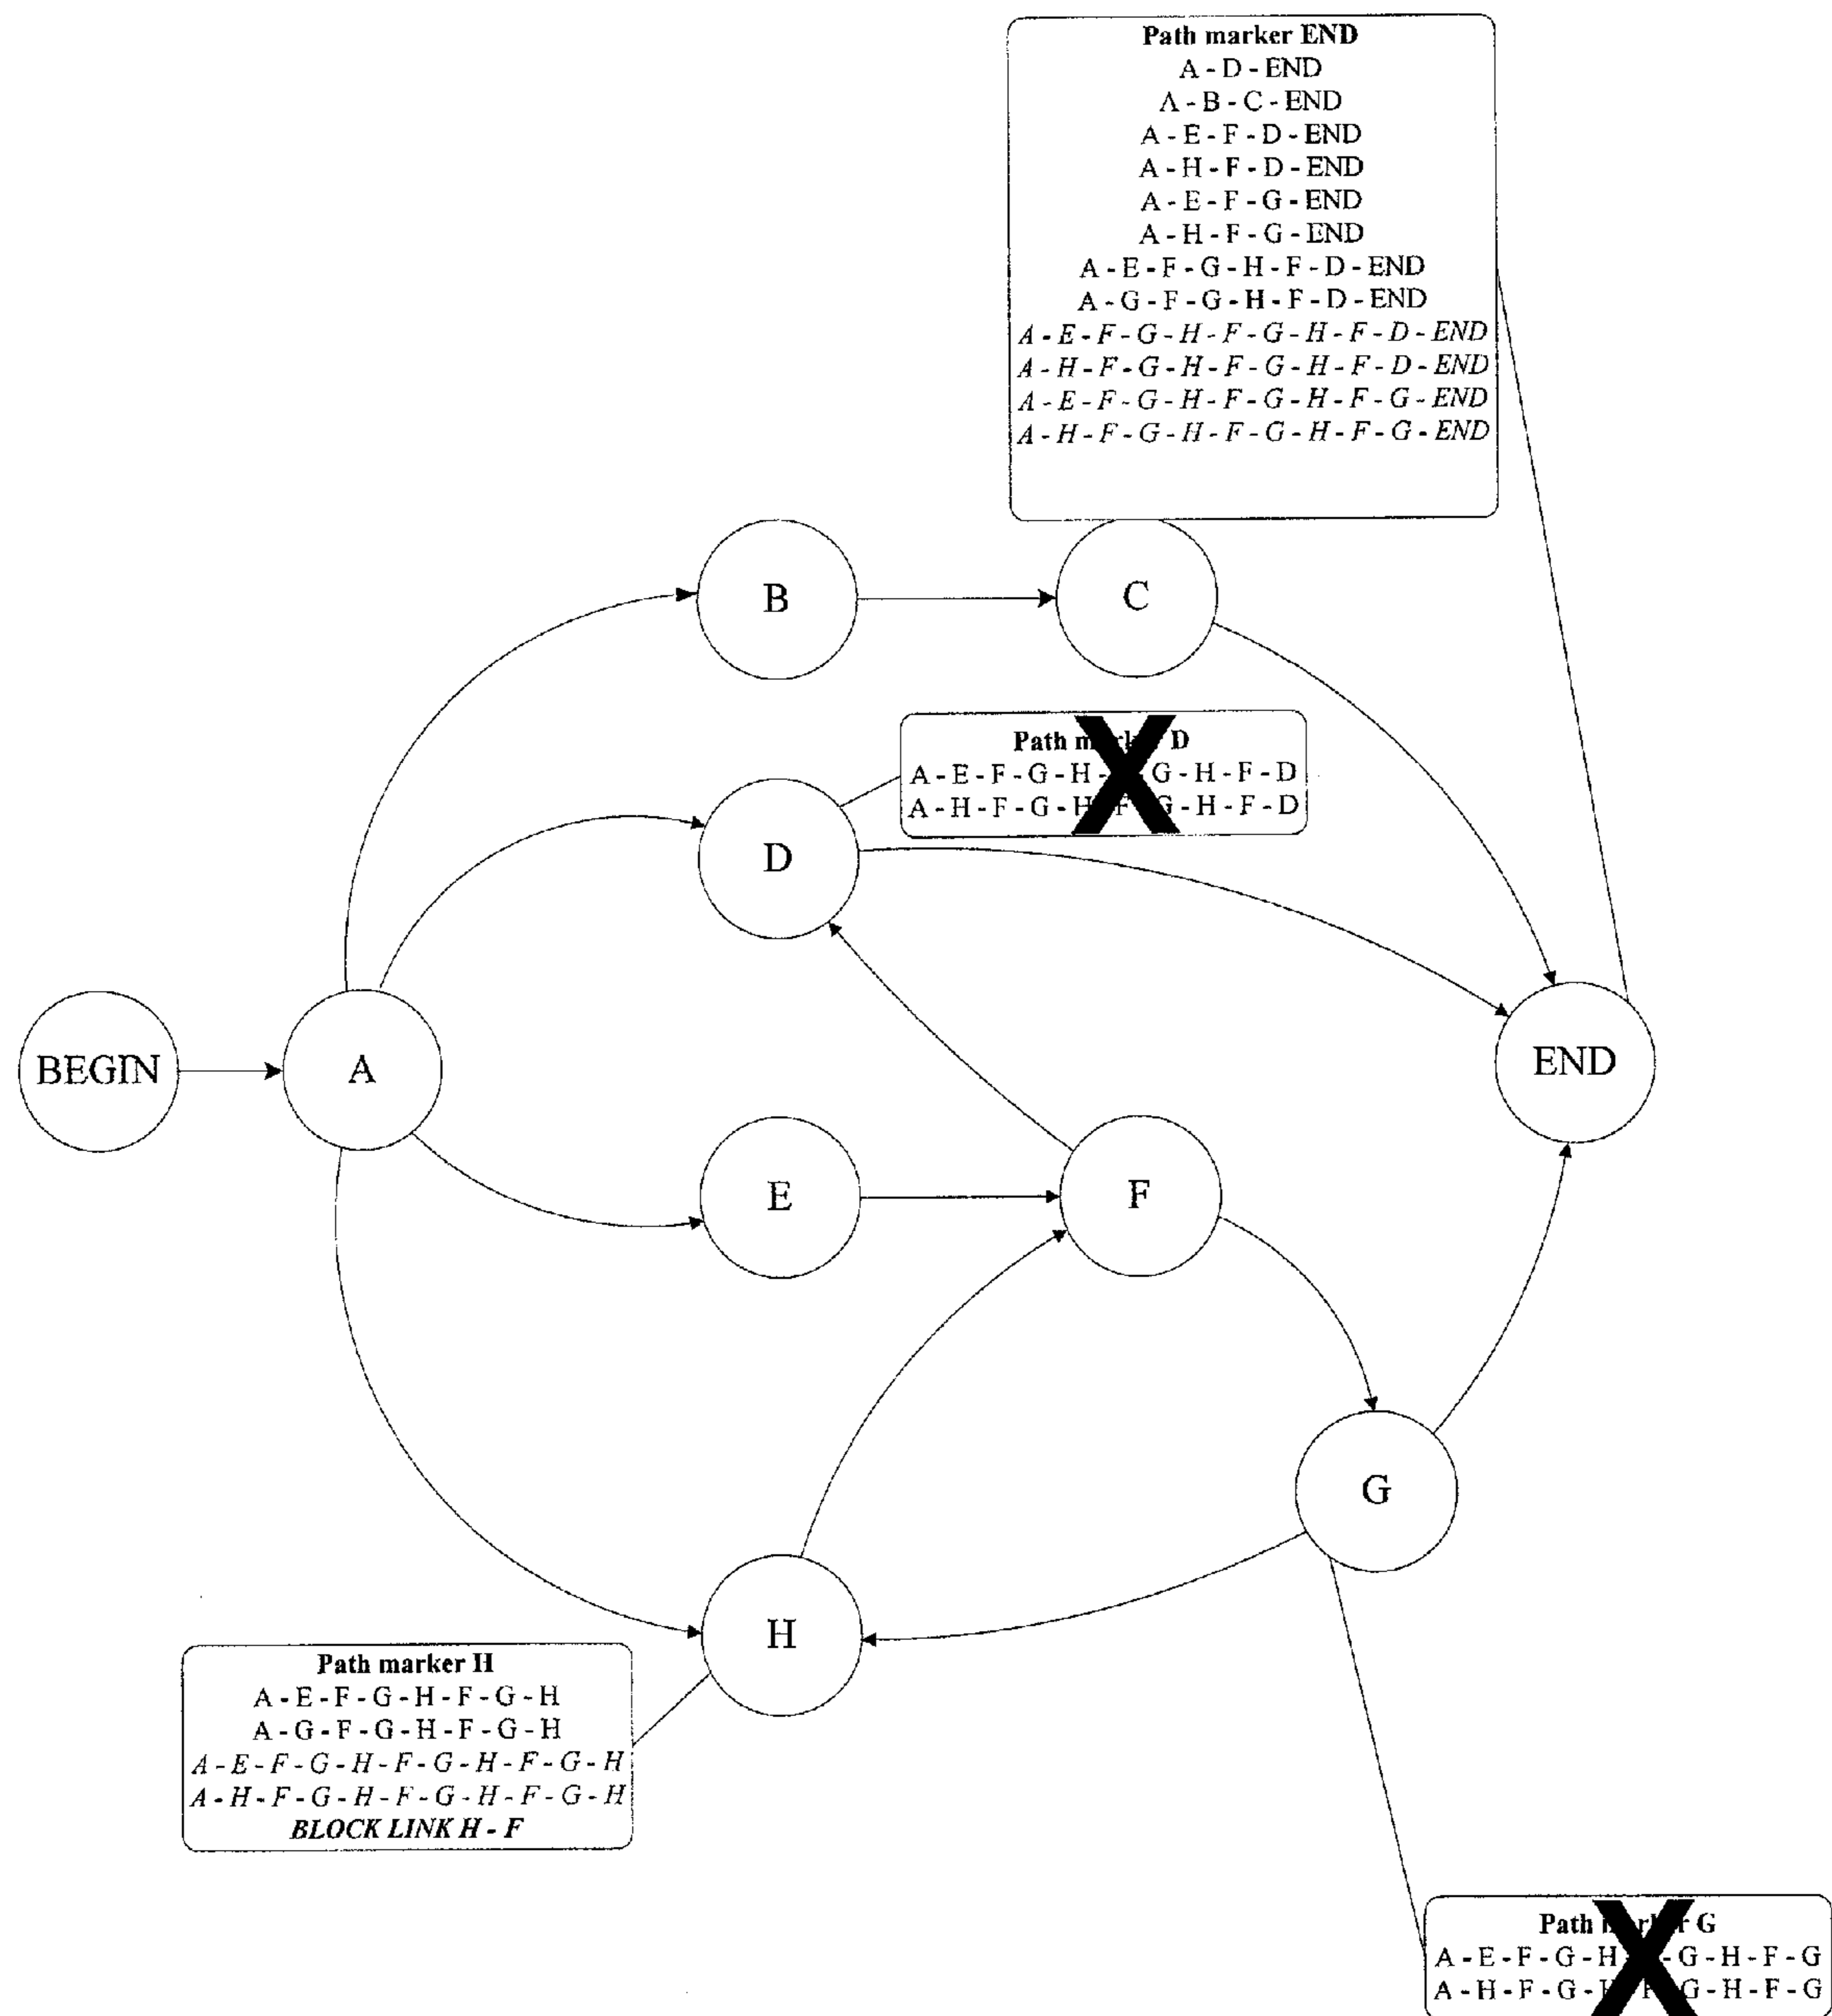 Path marker END
A - D - END
A - B - C - END
A - E - F - D - END
A - H - F - D - END
A - E - F - G - END
A - H - F - G - END
A - E - F - G - H - F - D - END
A - G - F - G - H - F - D - END
A - E - F - G - H - F - G - H - F - D - END
A - H - F - G - H - F - G - H - F - D - END
A - E - F - G - H - F - G - H - F - G - END
A - H - F - G - H - F - G - H - F - G - END
B
C
Path D
A - E - F - G - H - G - H - F - D
A - H - F - G - H F G - H - F - D
D
BEGIN
A
END
E
F
G
H
Path marker H
A - E - F - G - H - F - G - H
A - G - F - G - H - F - G - H
A - E - F - G - H - F - G - H - F - G - H
A - H - F - G - H - F - G - H - F - G - H
BLOCK LINK H - F
Path G
A - E - F - G - H - G - H - F - G
A - H - F - G - H F G - H - F - G